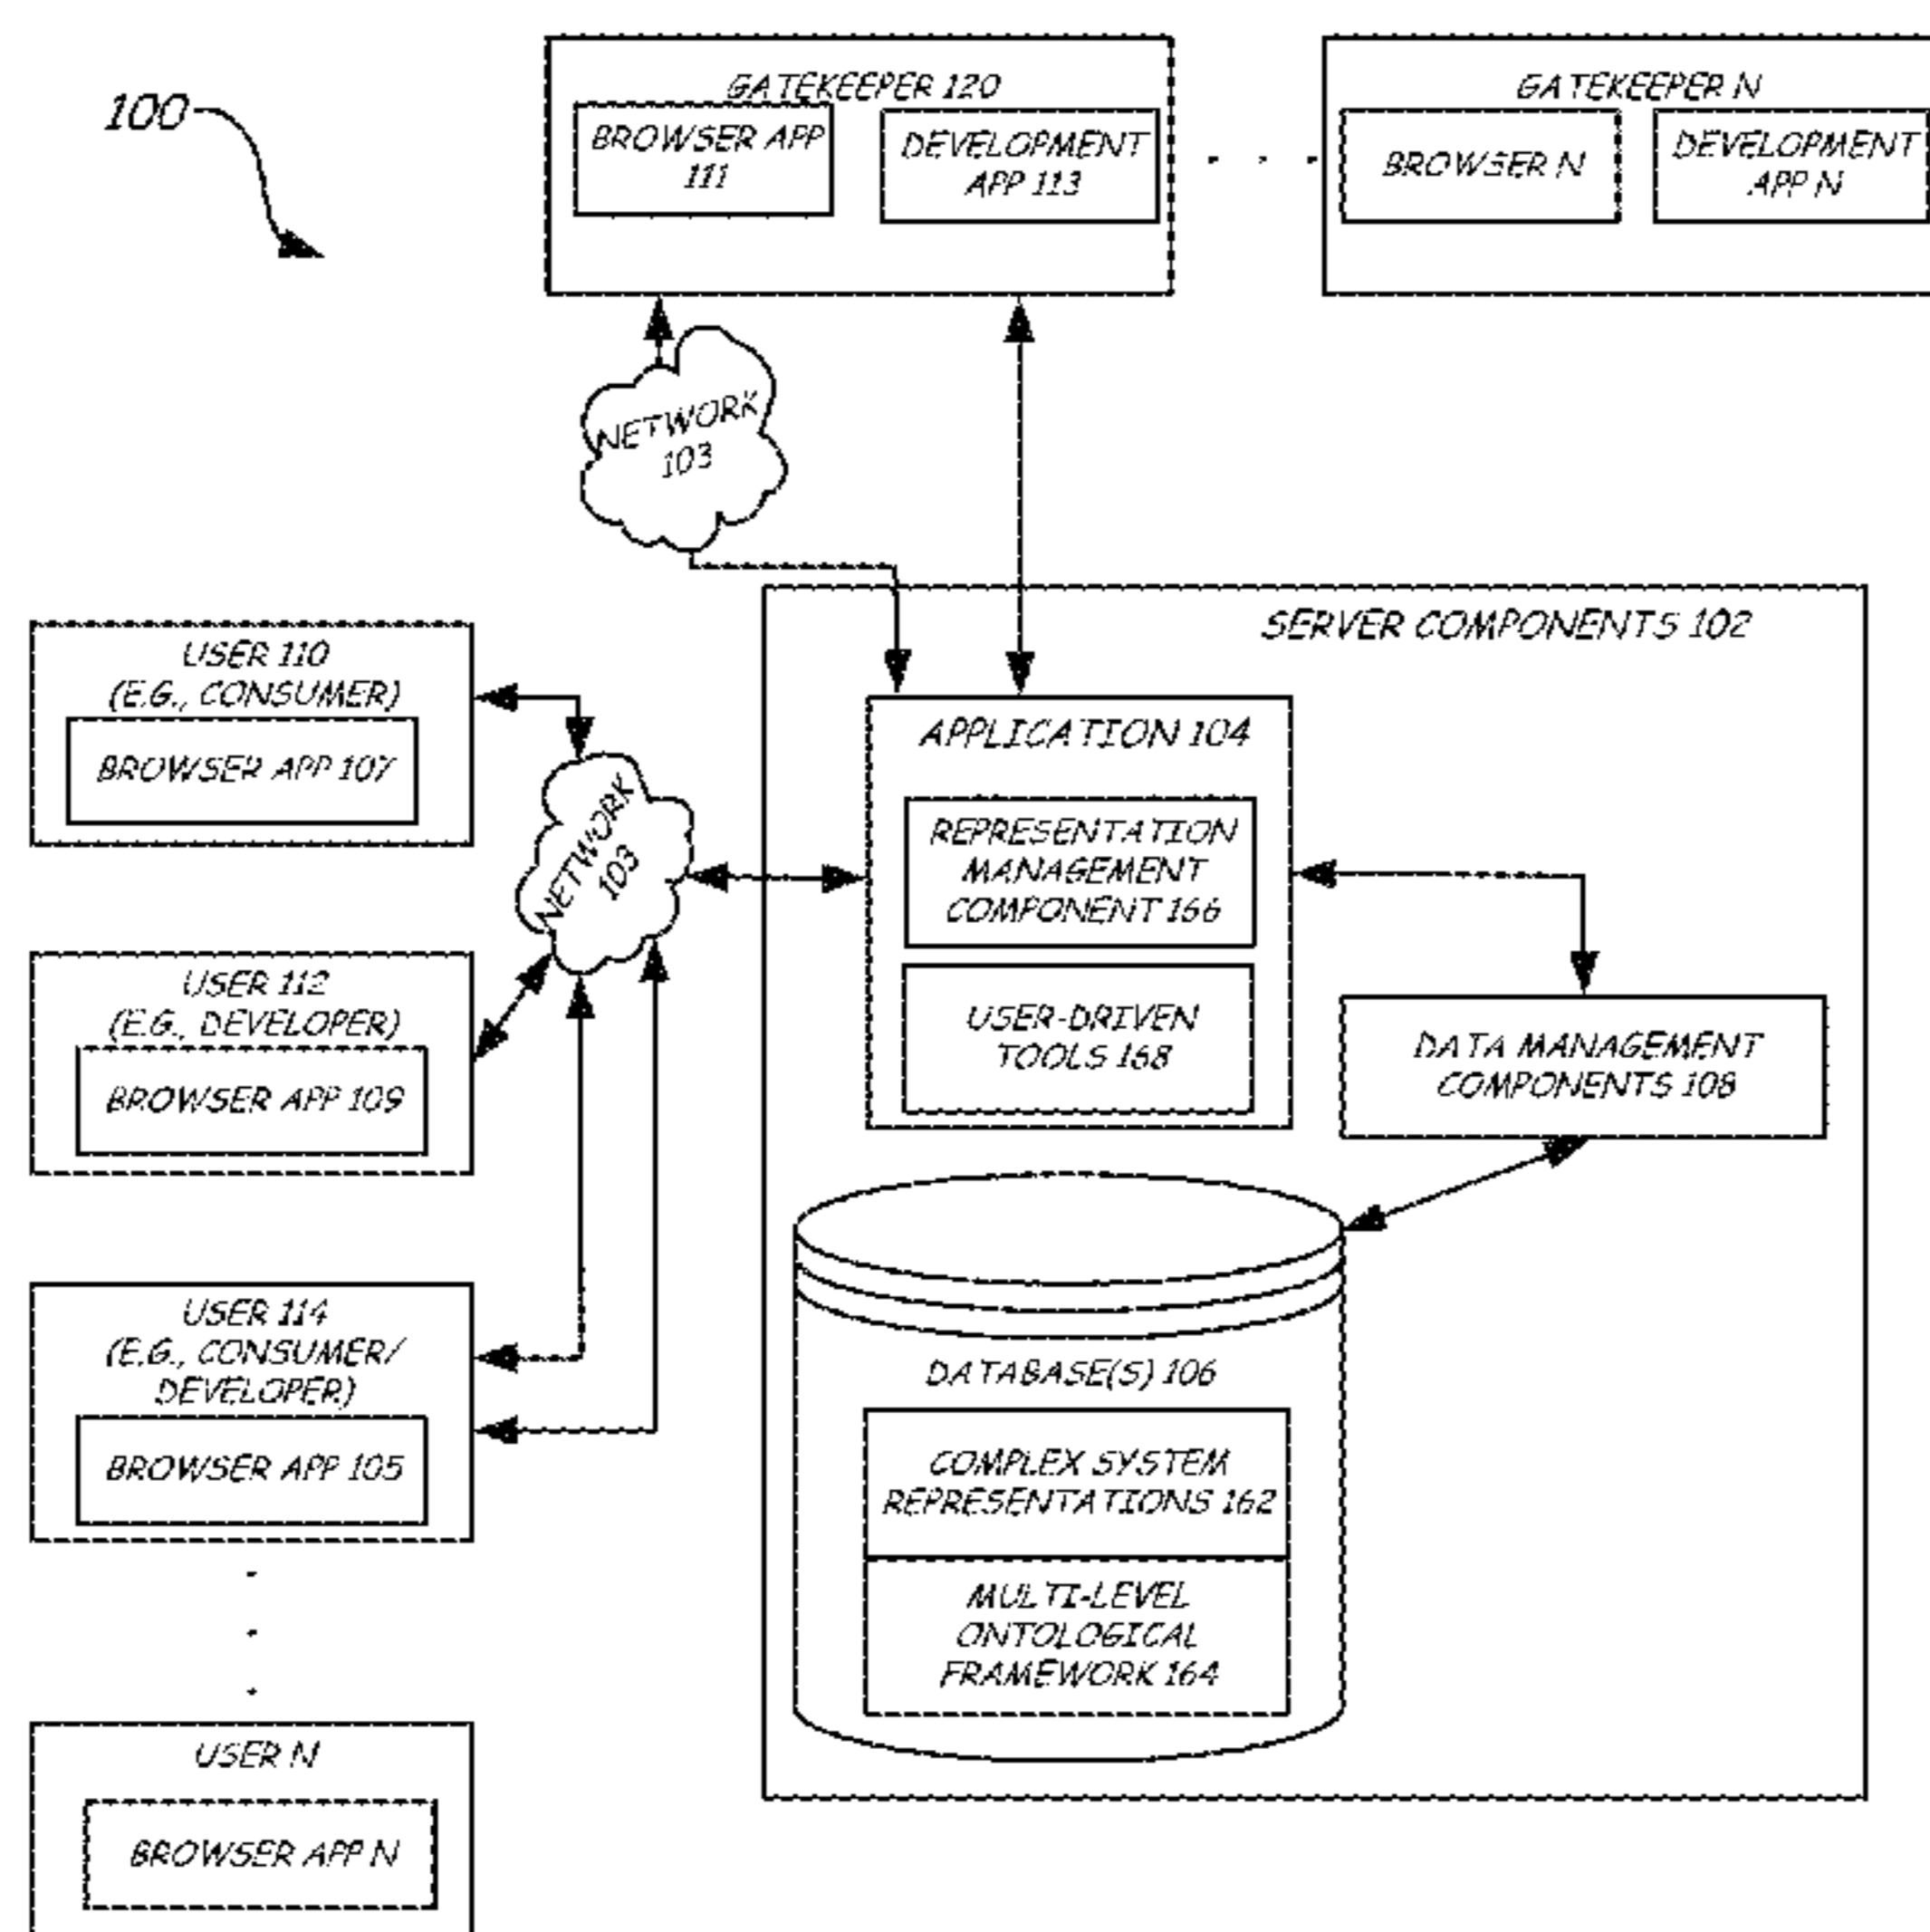 100
GATEKEEPER 120
BROWSER APP
111
DEVELOPMENT
APP 113
GATEKEEPER N
BROWSER N
DEVELOPMENT
APP N
NETWORK
103
SERVER COMPONENTS 102
USER 110
(E.G., CONSUMER)
BROWSER APP 107
NETWORK
103
APPLICATION 104
REPRESENTATION
MANAGEMENT
COMPONENT 166
USER-DRIVEN
TOOLS 168
USER 112
(E.G., DEVELOPER)
BROWSER APP 109
DATA MANAGEMENT
COMPONENTS 108
USER 114
(E.G., CONSUMER/
DEVELOPER)
BROWSER APP 105
DATABASE(S) 106
COMPLEX SYSTEM
REPRESENTATIONS 162
MULTI-LEVEL
ONTOLOGICAL
FRAMEWORK 164
USER N
BROWSER APP N